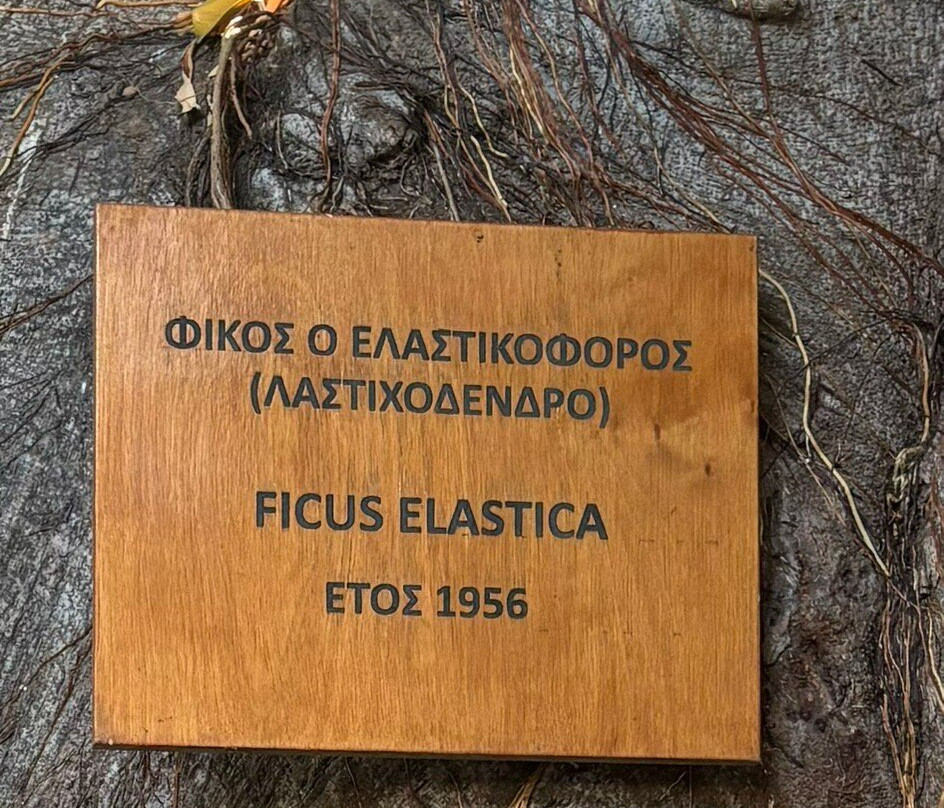 ΦΙΚΟΣ Ο ΕΛΑΣΤΙΚΟΦΟΡΟΣ
(ΛΑΣΤΙΧΟΔΕΝΔΡΟ)
FICUS ELASTICA
ΕΤΟΣ 1956